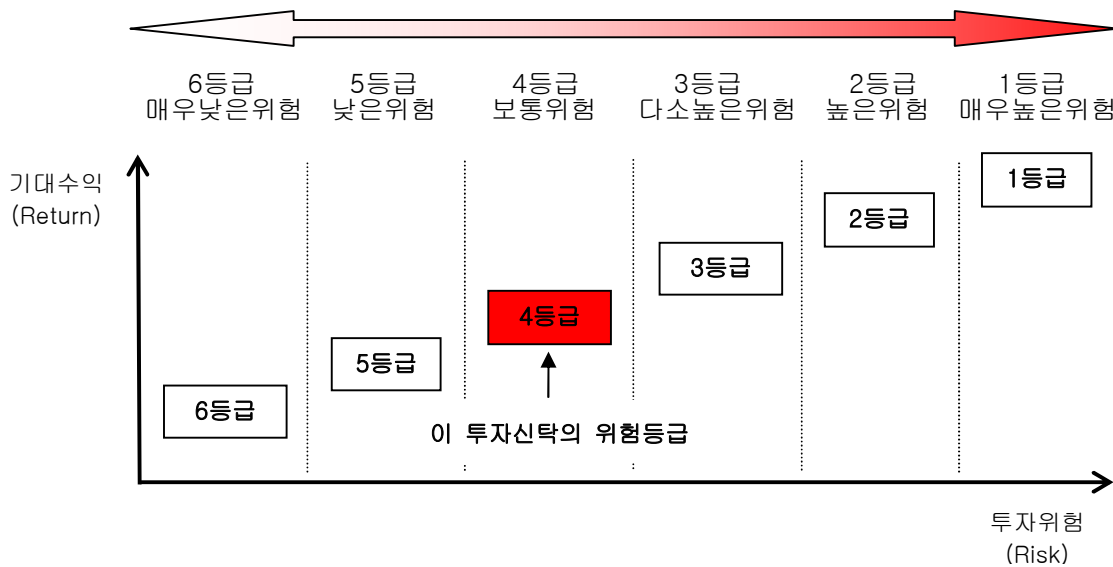 6등급 5등급 4등급 3등급 2등급 1등급
매우낮은위험 낮은위험 보통위험 다소높은위험 높은위험 매우높은위험
기대수익
(Return)
1등급
2등급
3등급
4등급
5등급
6등급
이 투자신탁의 위험등급
투자위험
(Risk)